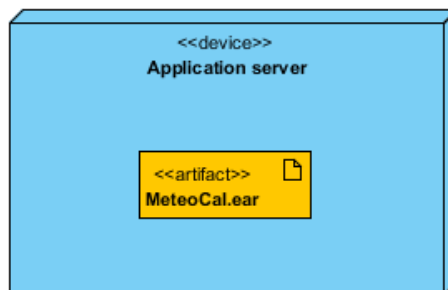 <<device>>
Application server
<<artifact>>
MeteoCal.ear